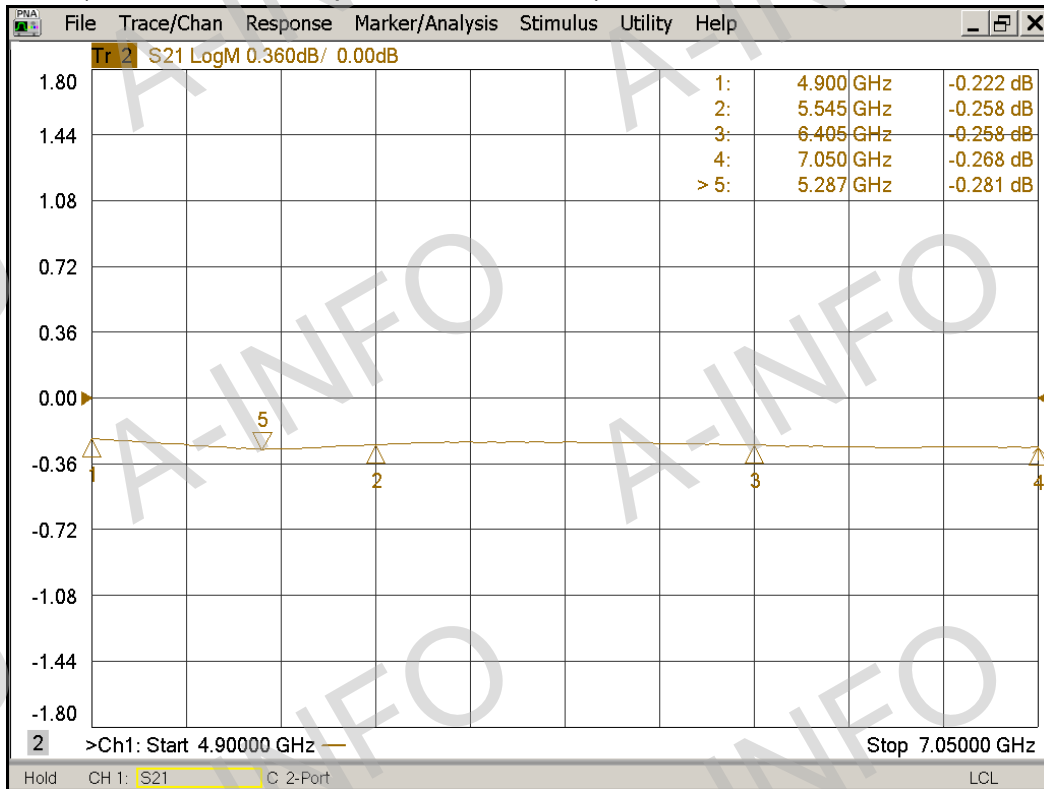 PNA File Trace/Chan Response Marker/Analysis Stimulus Utility Help
Tr 2 S21 LogM 0.360dB/ 0.00dB
1.80
1: 4.900 GHz -0.222 dB
2: 5.545 GHz -0.258 dB
1.44
3: 6.405 GHz -0.258 dB
4: 7.050 GHz -0.268 dB
> 5: 5.287 GHz -0.281 dB
1.08
0.72
0.36
0.00
5
-0.36
1
2
3
4
-0.72
-1.08
-1.44
-1.80
2 >Ch1: Start 4.90000 GHz Stop 7.05000 GHz
Hold CH 1: S21 C 2-Port LCL
A-INFO
A-INFO
A-INFO
A-INFO